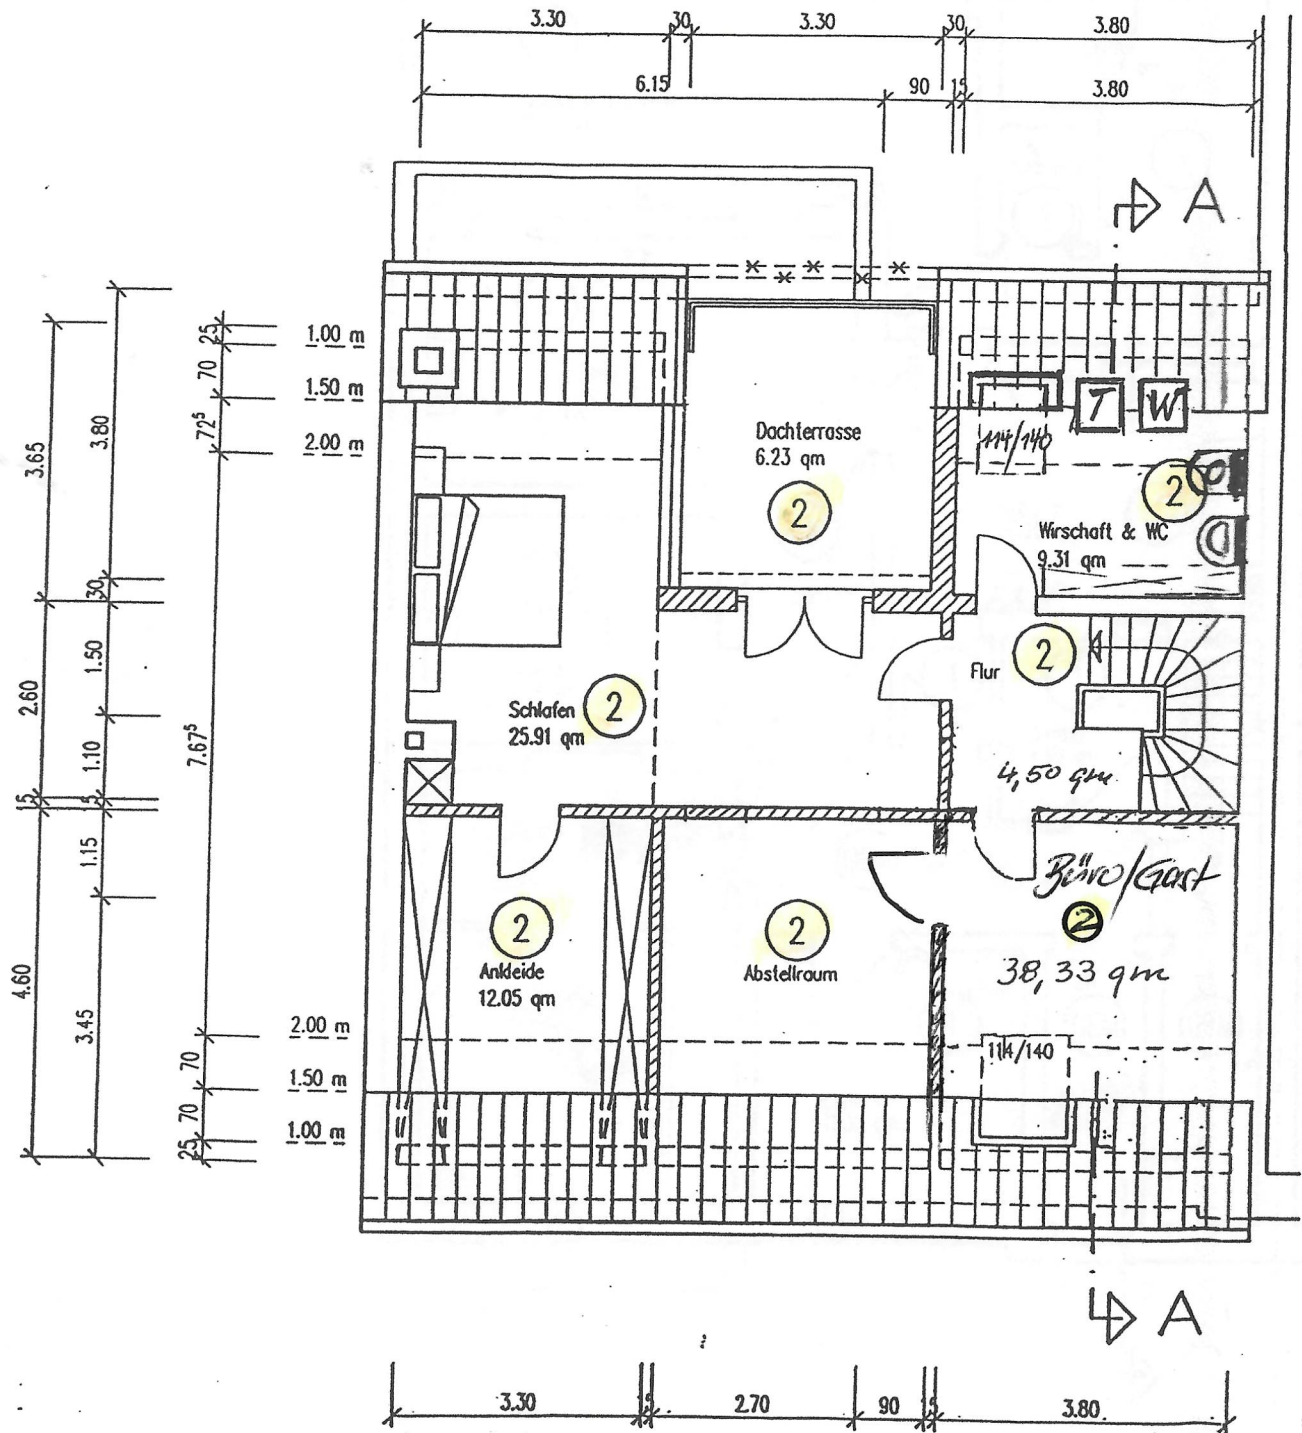 3.30 30 3.30 30 3.80
6.15 90 15 3.80
A
25 1.00 m
70 1.50 m
72⁵ 2.00 m
3.65
3.80
30
1.50
2.60
1.10
7.67⁵
15 5
1.15
4.60
3.45
2.00 m
70
1.50 m
70
1.00 m
25
Dachterrasse
6.23 qm
2
T W
114/140
2
Wirschaft & WC
9.31 qm
Flur
2
4,50 qm
Schlafen
25.91 qm
2
2
Ankleide
12.05 qm
2
Abstellraum
Büro/Gast
2
38,33 qm
114/140
A
3.30 15 2.70 90 15 3.80